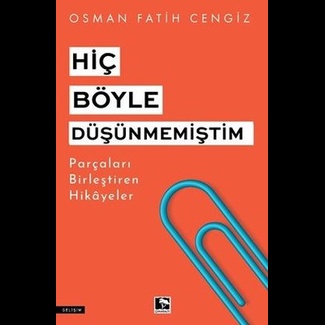 OSMAN FATİH CENGİZ
HİÇ
BÖYLE
DÜŞÜNMEMİŞTİM
Parçaları
Birleştiren
Hikâyeler
GELİŞİM